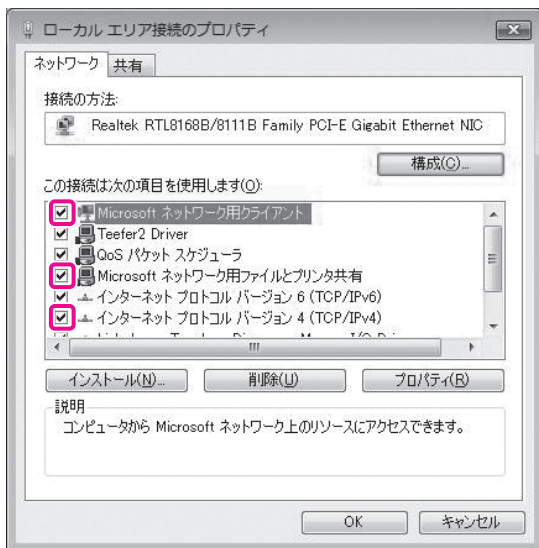 ローカル エリア接続のプロパティ
ネットワーク 共有
接続の方法:
Realtek RTL8168B/8111B Family PCI-E Gigabit Ethernet NIC
構成(C)...
この接続は次の項目を使用します(O):
Microsoft ネットワーク用クライアント
Teefer2 Driver
QoS パケット スケジューラ
Microsoft ネットワーク用ファイルとプリンタ共有
インターネット プロトコル バージョン 6 (TCP/IPv6)
インターネット プロトコル バージョン 4 (TCP/IPv4)
インストール(N)... 削除(U) プロパティ(R)
説明
コンピュータから Microsoft ネットワーク上のリソースにアクセスできます。
OK キャンセル